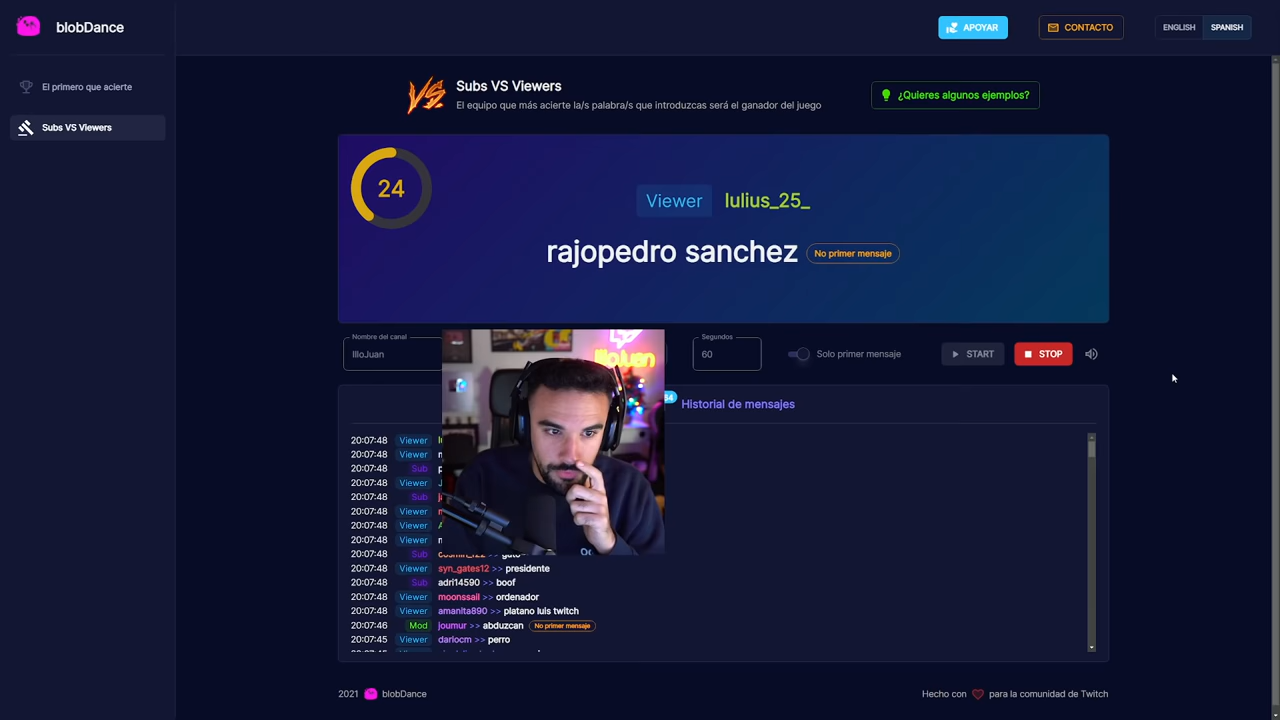 blobDance
APOYAR
CONTACTO
ENGLISH
SPANISH
El primero que acierte
Subs VS Viewers
VS
Subs VS Viewers
El equipo que más acierte la/s palabra/s que introduzcas será el ganador del juego
¿Quieres algunos ejemplos?
24
Viewer
rajopedro sanchez No primer mensaje
Nombre del canal
IlloJuan
Segundos
60
Solo primer mensaje
START
STOP
IlloJuan
Historial de mensajes
20:07:48 Viewer
20:07:48 Viewer
20:07:48 Sub
20:07:48 Viewer
20:07:48 Sub
20:07:48 Viewer
20:07:48 Viewer
20:07:48 Viewer
20:07:48 Sub
20:07:48 Viewer syn_gates12 >> presidente
20:07:48 Sub adri14590 >> boof
20:07:48 Viewer moonssail >> ordenador
20:07:48 Viewer amanita890 >> platano luis twitch
20:07:46 Mod joumur >> abduzcan No primer mensaje
20:07:45 Viewer dariocm >> perro
2021 blobDance
Hecho con para la comunidad de Twitch